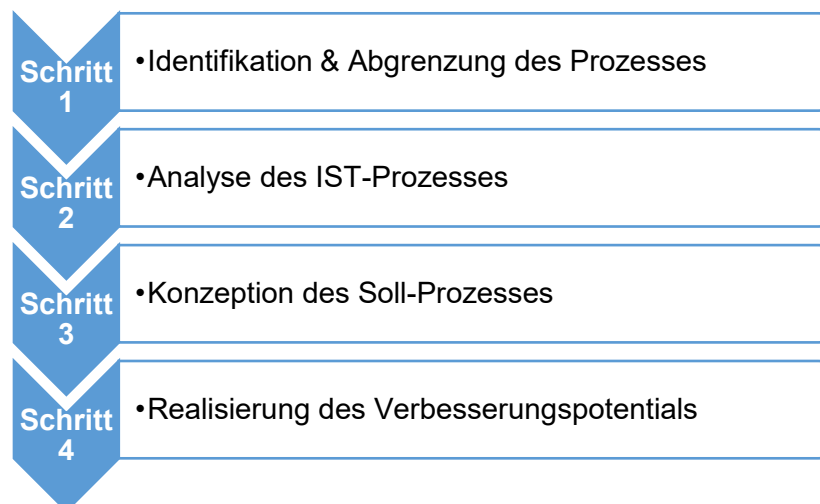 Schritt
1
•Identifikation & Abgrenzung des Prozesses
Schritt
2
•Analyse des IST-Prozesses
Schritt
3
•Konzeption des Soll-Prozesses
Schritt
4
•Realisierung des Verbesserungspotentials